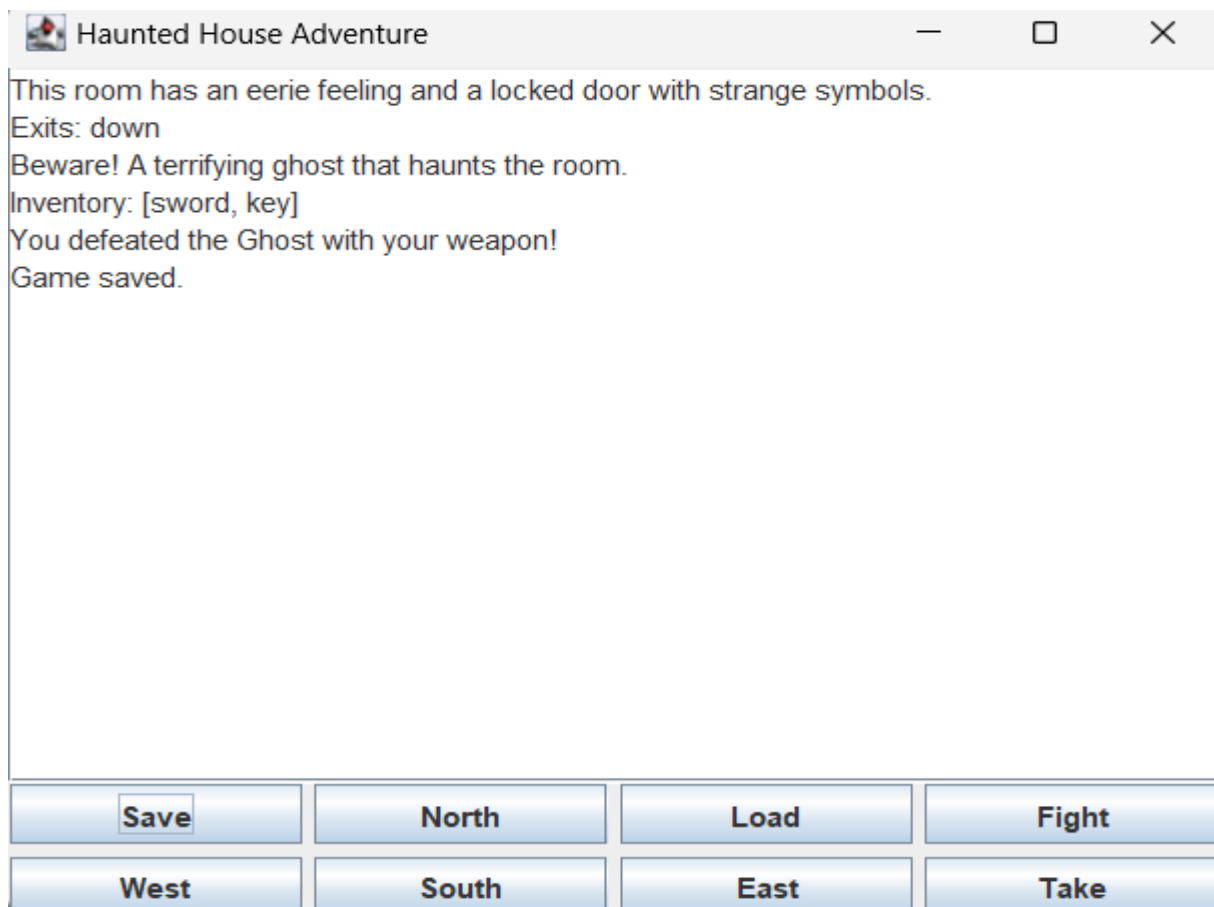 Haunted House Adventure
This room has an eerie feeling and a locked door with strange symbols.
Exits: down
Beware! A terrifying ghost that haunts the room.
Inventory: [sword, key]
You defeated the Ghost with your weapon!
Game saved.
Save North Load Fight
West South East Take